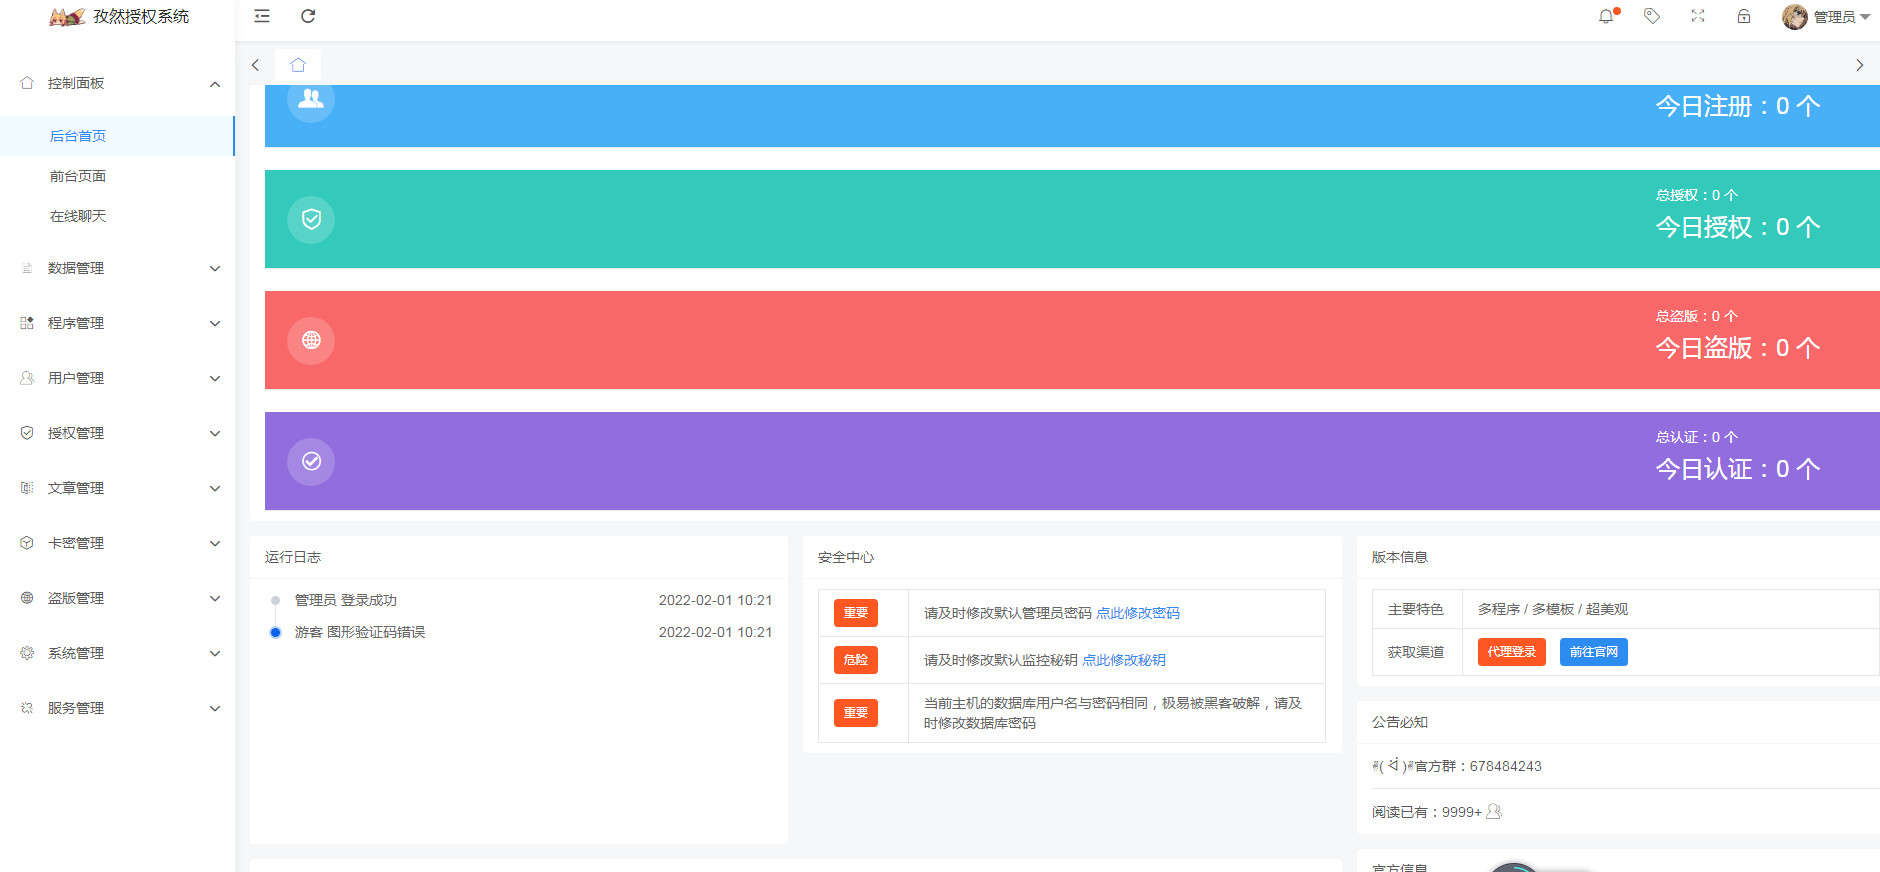 孜然授权系统
管理员
控制面板
后台首页
前台页面
在线聊天
数据管理
程序管理
用户管理
授权管理
文章管理
卡密管理
盗版管理
系统管理
服务管理
今日注册：0 个
总授权：0 个
今日授权：0 个
总盗版：0 个
今日盗版：0 个
总认证：0 个
今日认证：0 个
运行日志
管理员 登录成功 2022-02-01 10:21
游客 图形验证码错误 2022-02-01 10:21
安全中心
重要 请及时修改默认管理员密码 点此修改密码
危险 请及时修改默认监控秘钥 点此修改秘钥
重要 当前主机的数据库用户名与密码相同，极易被黑客破解，请及
时修改数据库密码
版本信息
主要特色 多程序 / 多模板 / 超美观
获取渠道 代理登录 前往官网
公告必知
官方群：678484243
阅读已有：9999+
官方信息